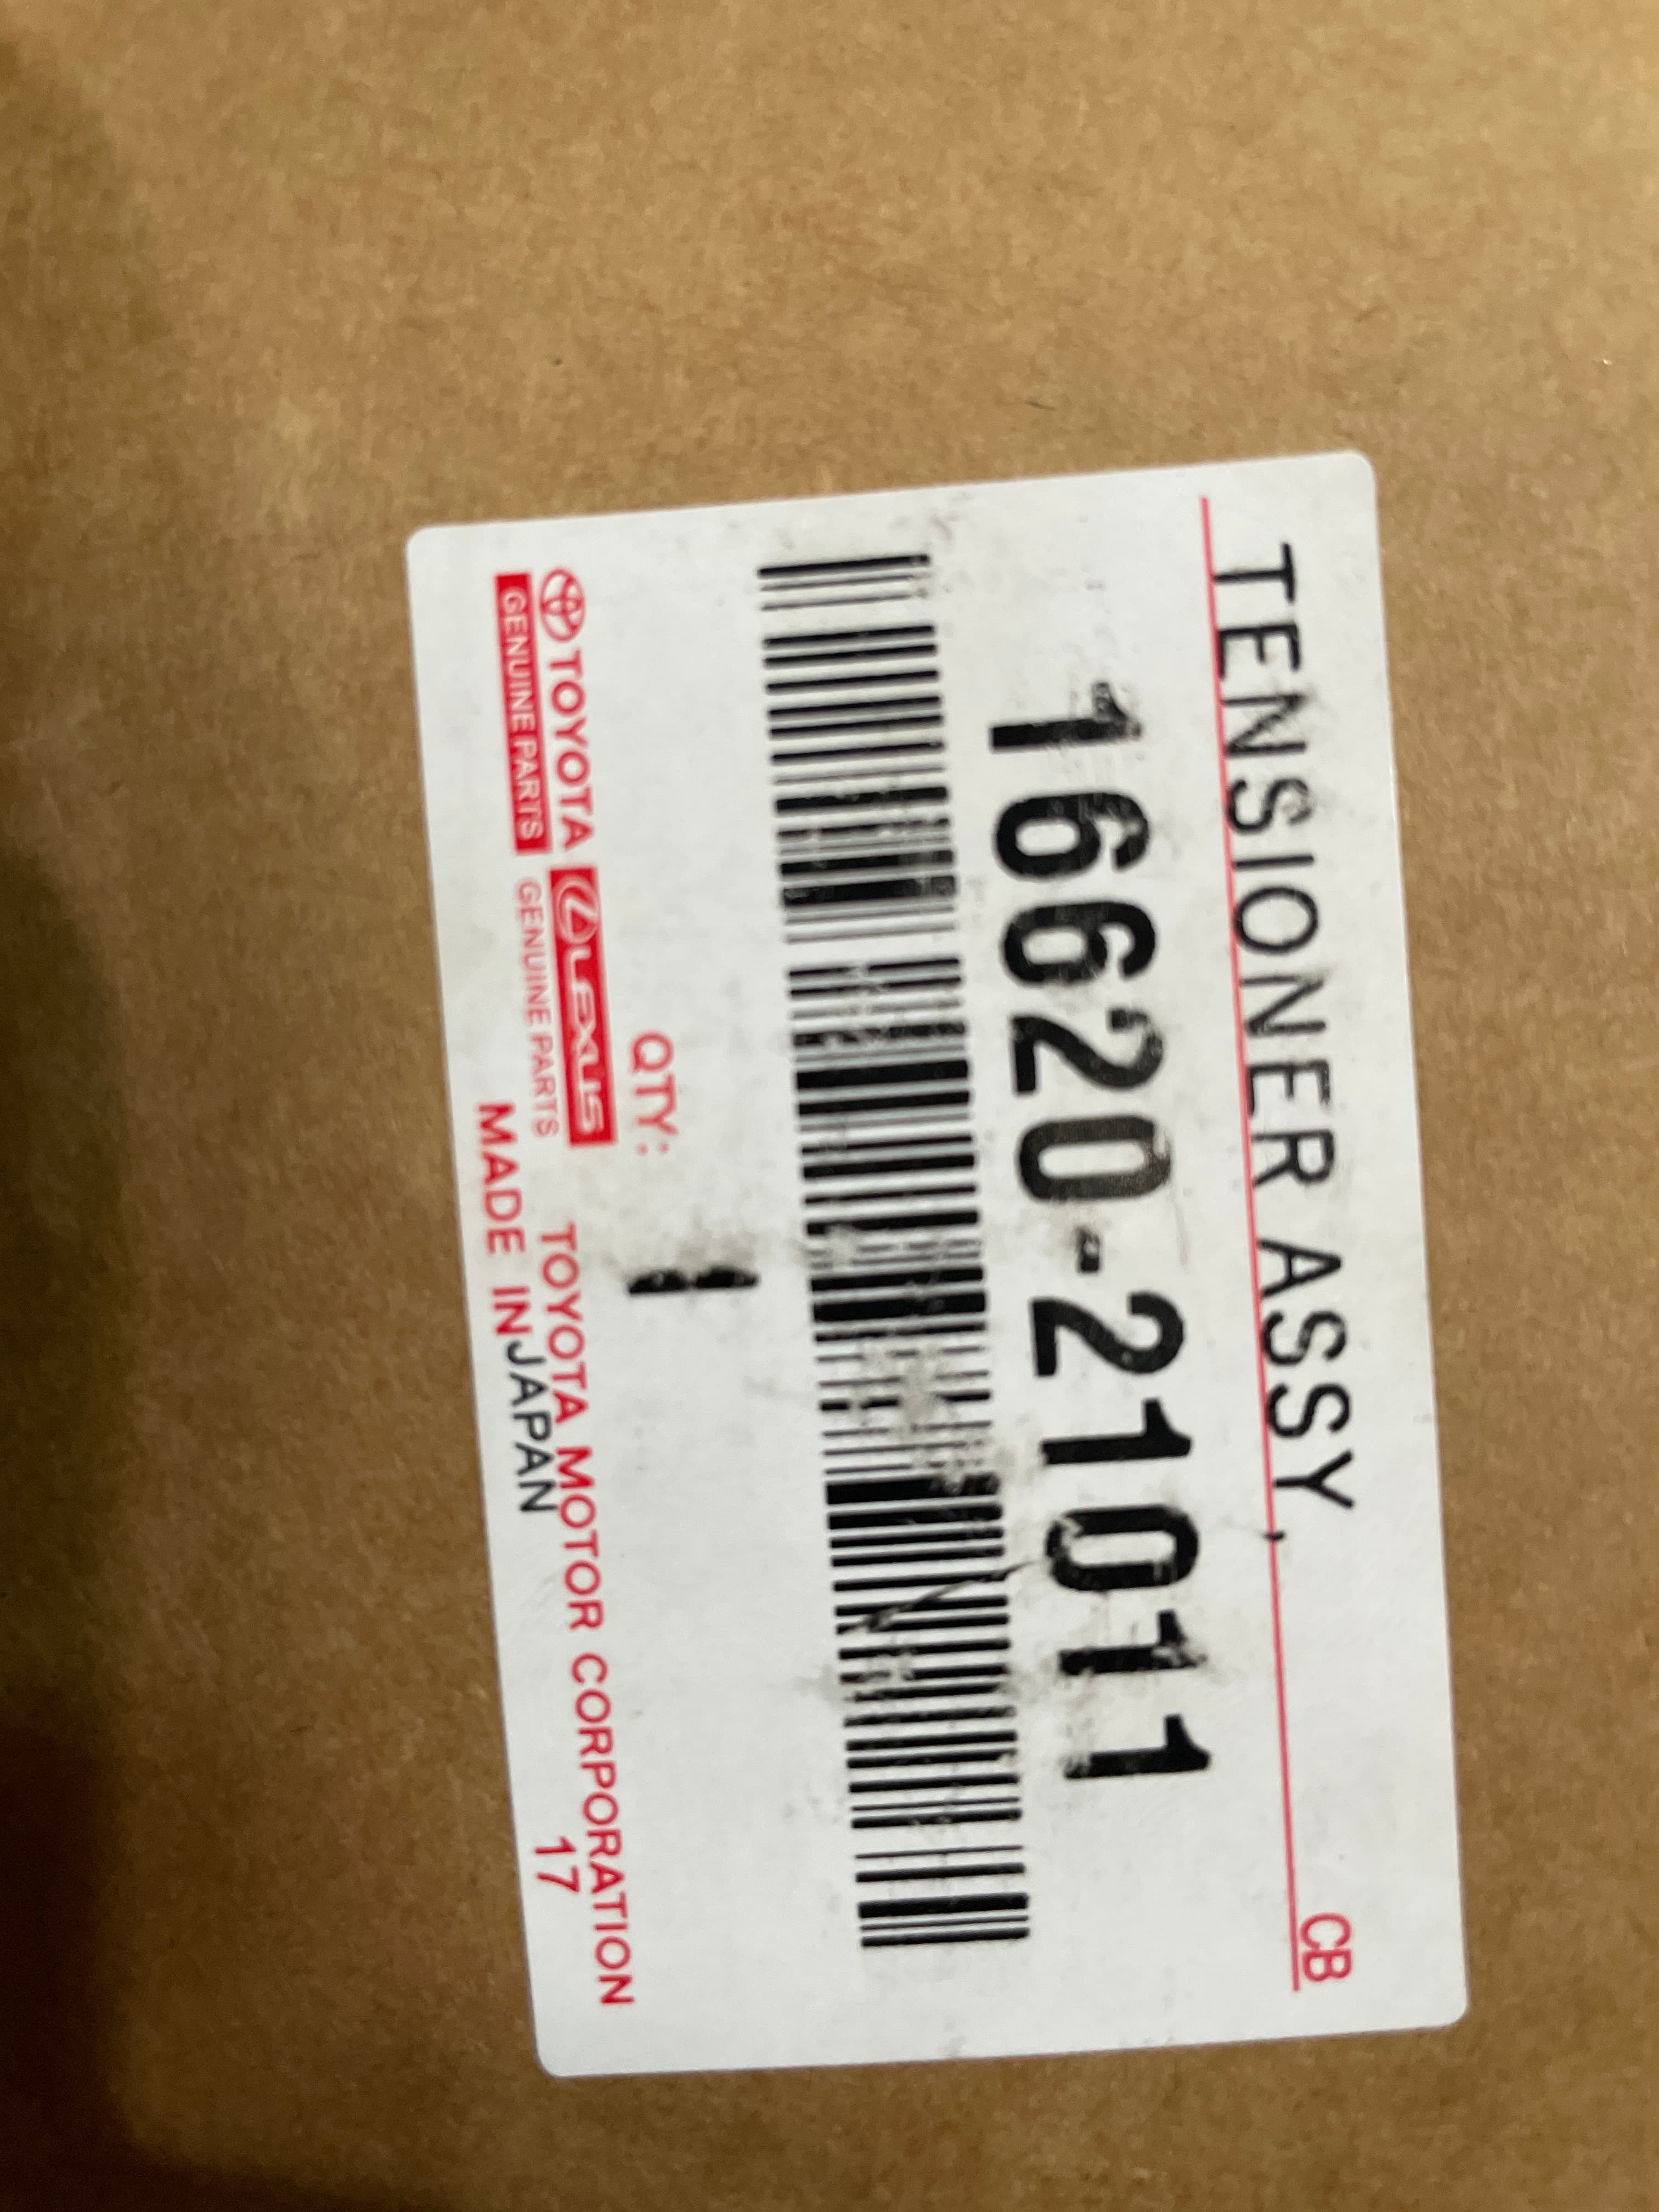 TENSIONER ASSY,
CB
16620-21011
QTY: 1
TOYOTA LEXUS TOYOTA MOTOR CORPORATION
GENUINE PARTS GENUINE PARTS MADE IN JAPAN 17